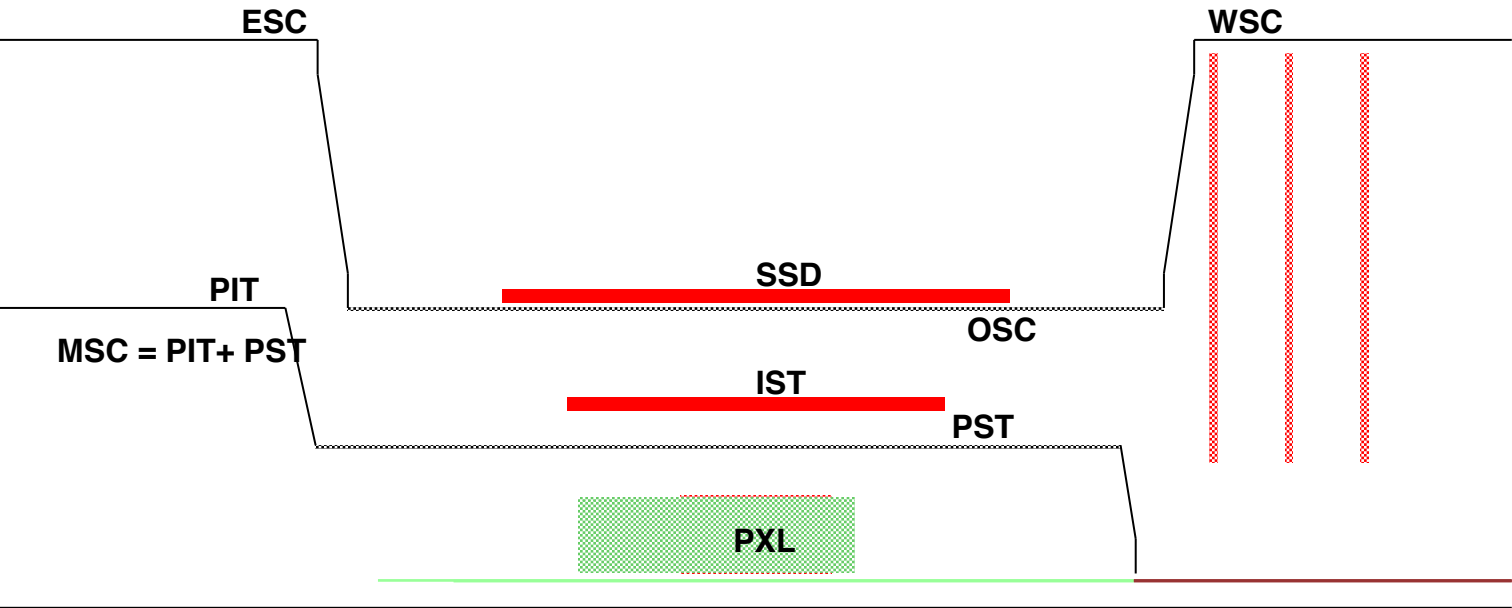 ESC
WSC
SSD
PIT
OSC
MSC = PIT+ PST
IST
PST
PXL